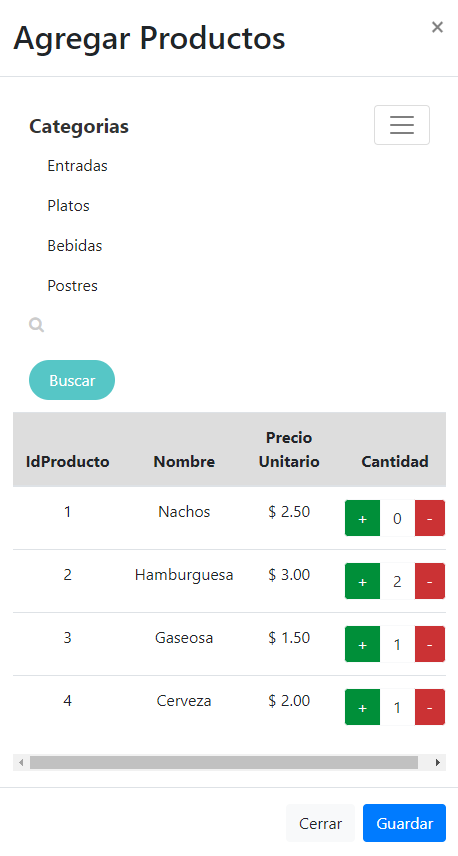 Agregar Productos ×
Categorias
Entradas
Platos
Bebidas
Postres
Buscar
IdProducto Nombre Precio Unitario Cantidad
1 Nachos $ 2.50 + 0 -
2 Hamburguesa $ 3.00 + 2 -
3 Gaseosa $ 1.50 + 1 -
4 Cerveza $ 2.00 + 1 -
Cerrar Guardar